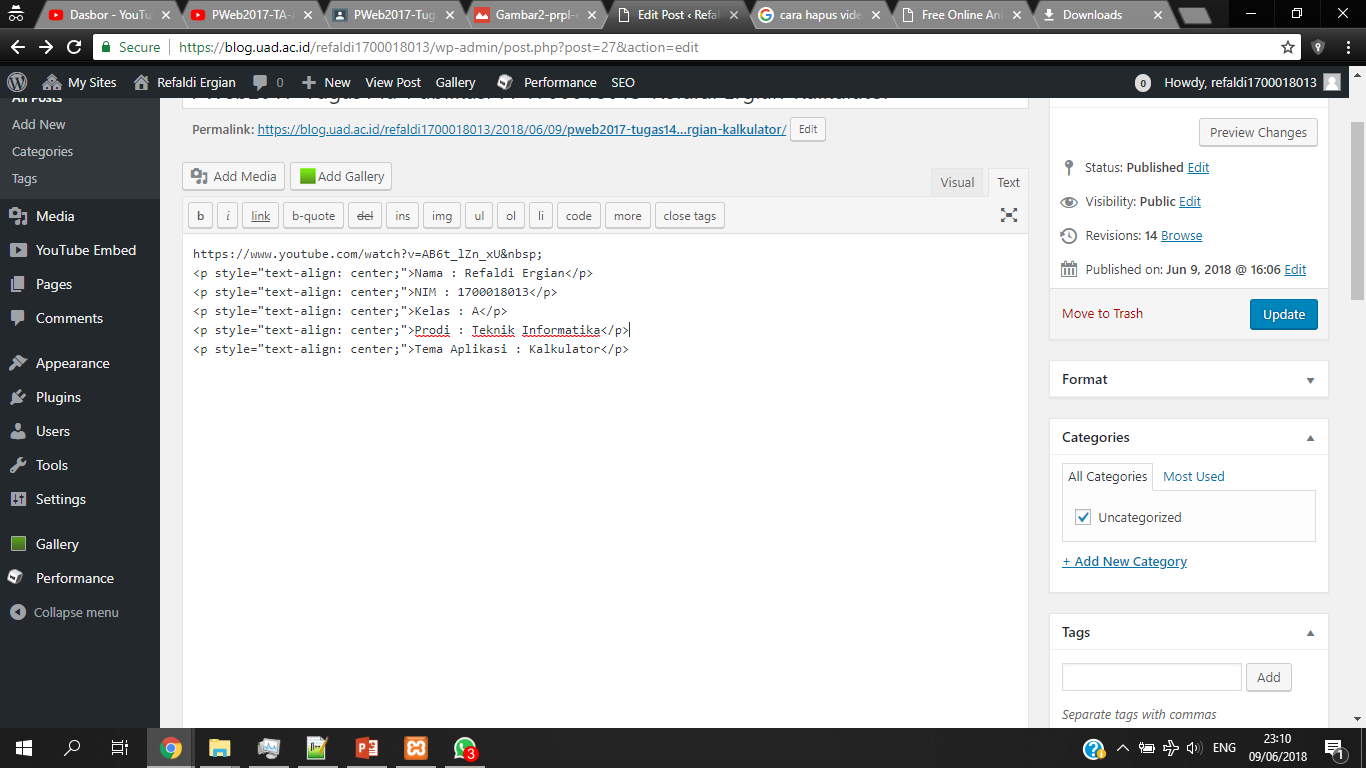 Dasbor - YouTu
PWeb2017-TA-
PWeb2017-Tug
Gambar2-prpl-
Edit Post ‹ Refal
cara hapus vide
Free Online Ani
Downloads
Secure
https://blog.uad.ac.id/refaldi1700018013/wp-admin/post.php?post=27&action=edit
My Sites
Refaldi Ergian
0
New
View Post
Gallery
Performance
SEO
0
Howdy, refaldi1700018013
All Posts
Add New
Categories
Tags
Media
YouTube Embed
Pages
Comments
Appearance
Plugins
Users
Tools
Settings
Gallery
Performance
Collapse menu
Permalink: https://blog.uad.ac.id/refaldi1700018013/2018/06/09/pweb2017-tugas14...rgian-kalkulator/
Edit
Add Media
Add Gallery
Visual
Text
b
i
link
b-quote
del
ins
img
ul
ol
li
code
more
close tags
https://www.youtube.com/watch?v=AB6t_lZn_xU&nbsp;
<p style="text-align: center;">Nama : Refaldi Ergian</p>
<p style="text-align: center;">NIM : 1700018013</p>
<p style="text-align: center;">Kelas : A</p>
<p style="text-align: center;">Prodi : Teknik Informatika</p>
<p style="text-align: center;">Tema Aplikasi : Kalkulator</p>
Preview Changes
Status: Published Edit
Visibility: Public Edit
Revisions: 14 Browse
Published on: Jun 9, 2018 @ 16:06 Edit
Move to Trash
Update
Format
Categories
All Categories
Most Used
Uncategorized
+ Add New Category
Tags
Add
Separate tags with commas
3
ENG
23:10
09/06/2018
1